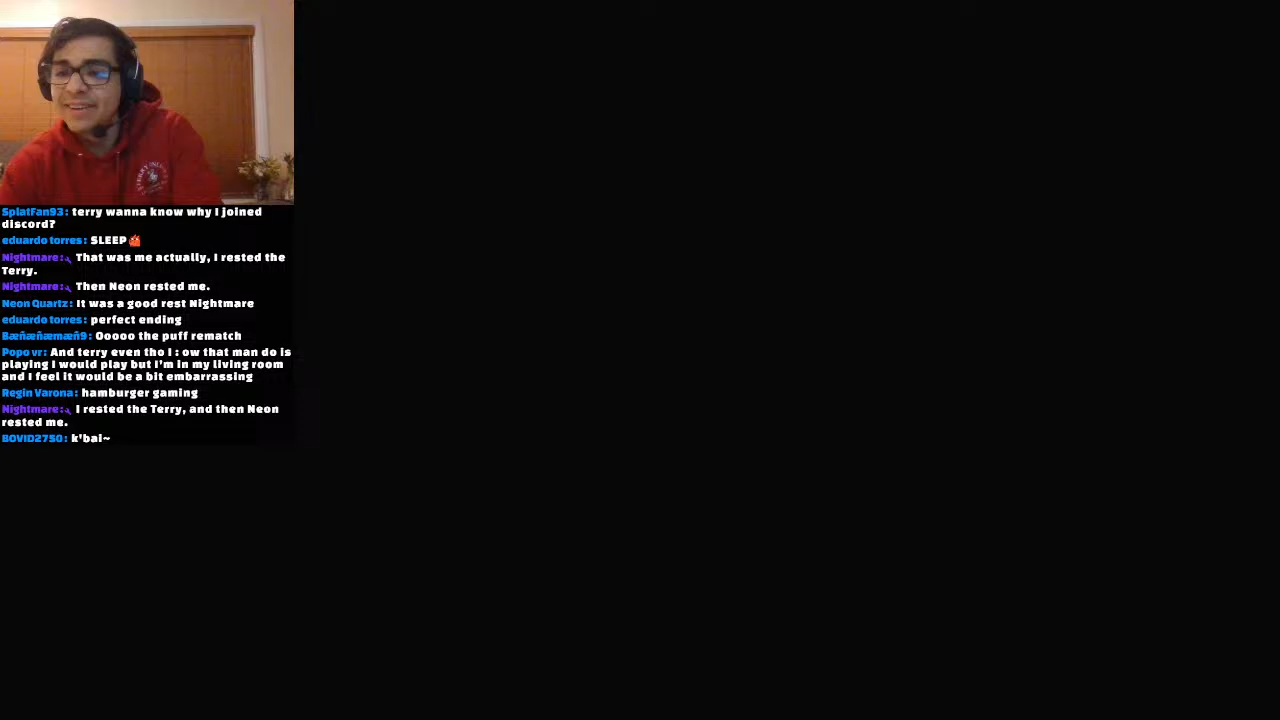 SplatFan93: terry wanna know why I joined
discord?
eduardo torres: SLEEP
Nightmare: That was me actually, I rested the
Terry.
Nightmare: Then Neon rested me.
Neon Quartz: It was a good rest Nightmare
eduardo torres: perfect ending
Bæñæñæmæñ9: Ooooo the puff rematch
Popo vr: And terry even tho I : ow that man do is
playing I would play but I'm in my living room
and I feel it would be a bit embarrassing
Regin Varona: hamburger gaming
Nightmare: I rested the Terry, and then Neon
rested me.
BOVID2750: k'bai~